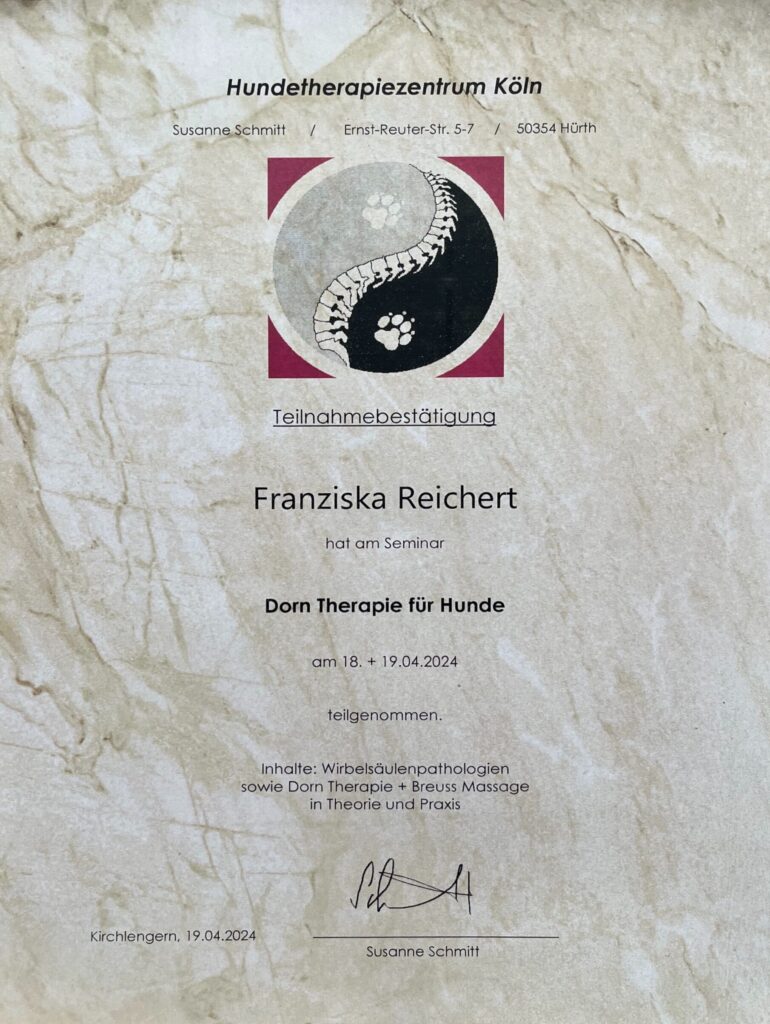 Hundetherapiezentrum Köln
Susanne Schmitt / Ernst-Reuter-Str. 5-7 / 50354 Hürth
Teilnahmebestätigung
Franziska Reichert
hat am Seminar
Dorn Therapie für Hunde
am 18. + 19.04.2024
teilgenommen.
Inhalte: Wirbelsäulenpathologien
sowie Dorn Therapie + Breuss Massage
in Theorie und Praxis
Kirchlengern, 19.04.2024
Susanne Schmitt